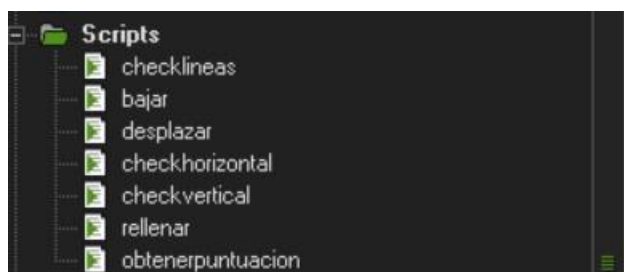 Scripts
checklineas
bajar
desplazar
checkhorizontal
checkvertical
rellenar
obtenerpuntuacion